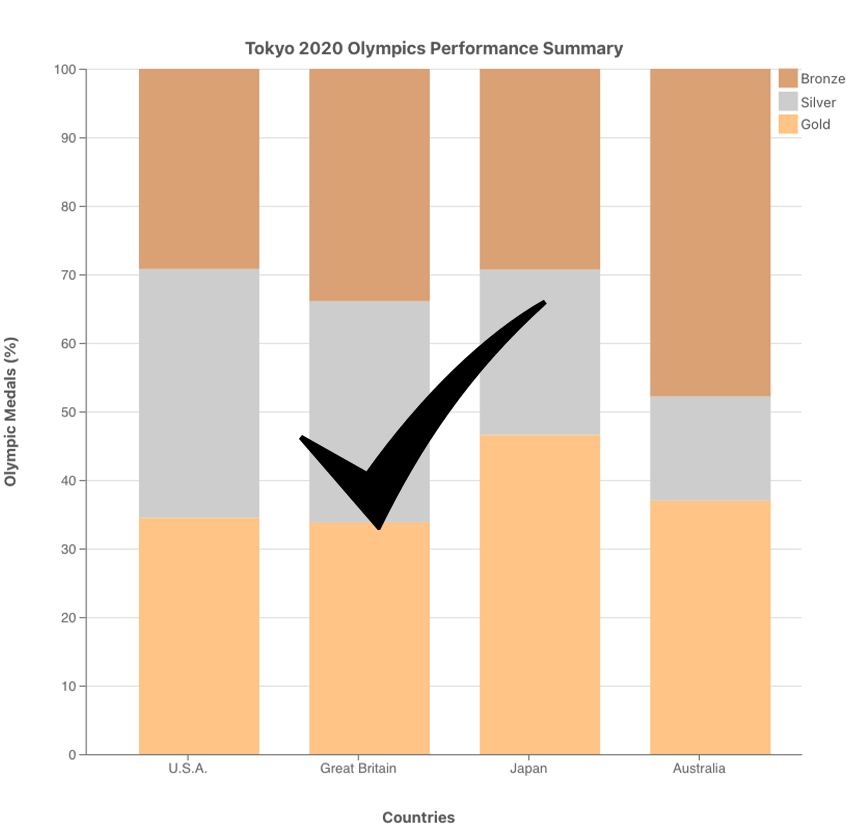 Tokyo 2020 Olympics Performance Summary
Bronze
Silver
Gold
100
90
80
70
60
50
40
30
20
10
0
Olympic Medals (%)
U.S.A.
Great Britain
Japan
Australia
Countries